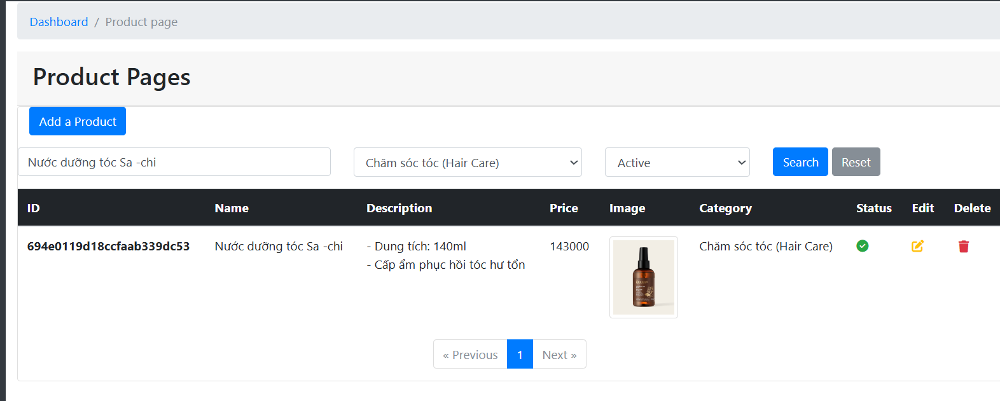 Dashboard / Product page
Product Pages
Add a Product
Nước dưỡng tóc Sa -chi
Chăm sóc tóc (Hair Care)
Active
Search
Reset
ID Name Description Price Image Category Status Edit Delete
694e0119d18ccfaab339dc53 Nước dưỡng tóc Sa -chi - Dung tích: 140ml 143000 Chăm sóc tóc (Hair Care)
- Cấp ẩm phục hồi tóc hư tổn
« Previous 1 Next »